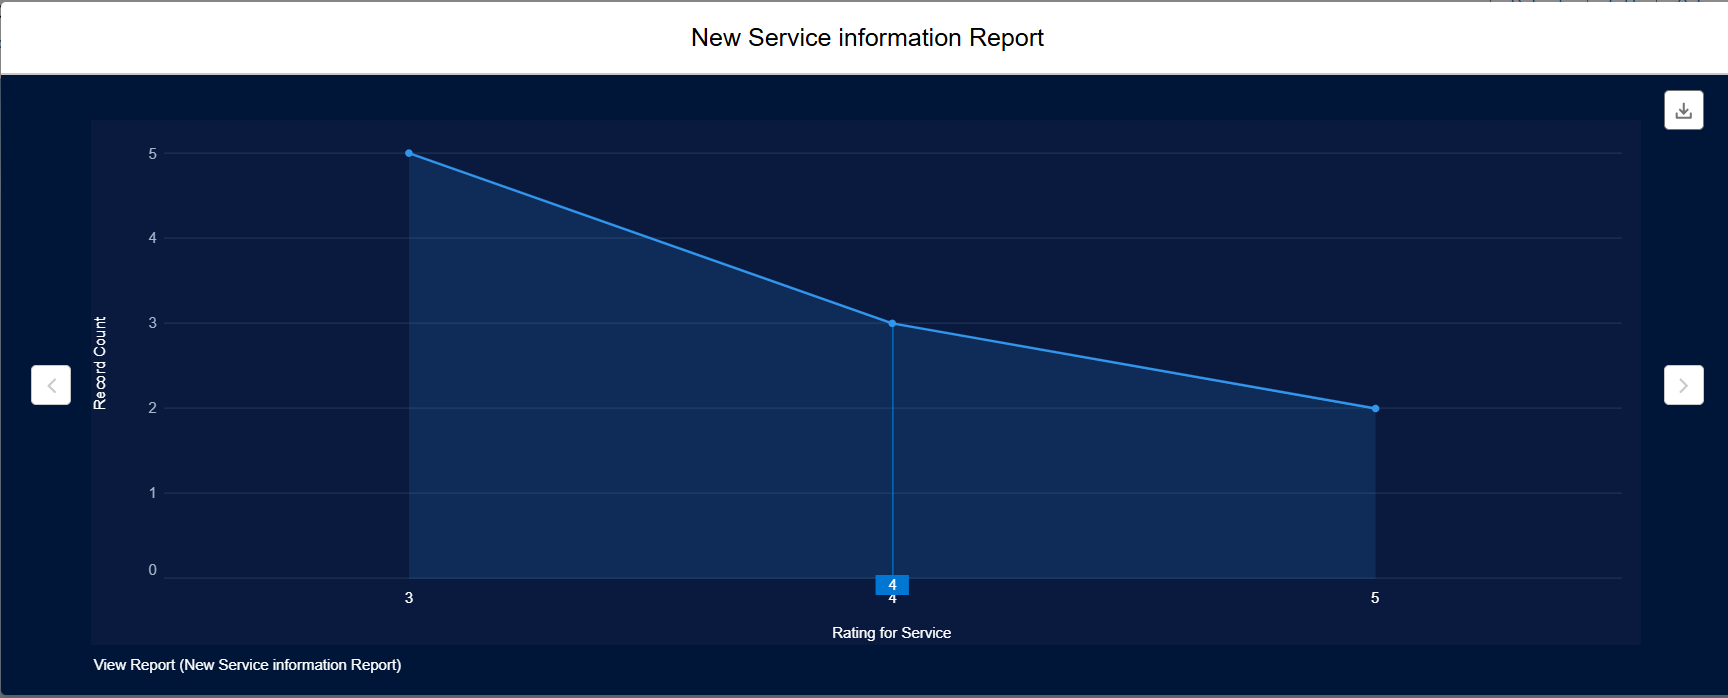 New Service information Report
5
4
3
2
1
0
Record Count
3
4
4
5
Rating for Service
View Report (New Service information Report)